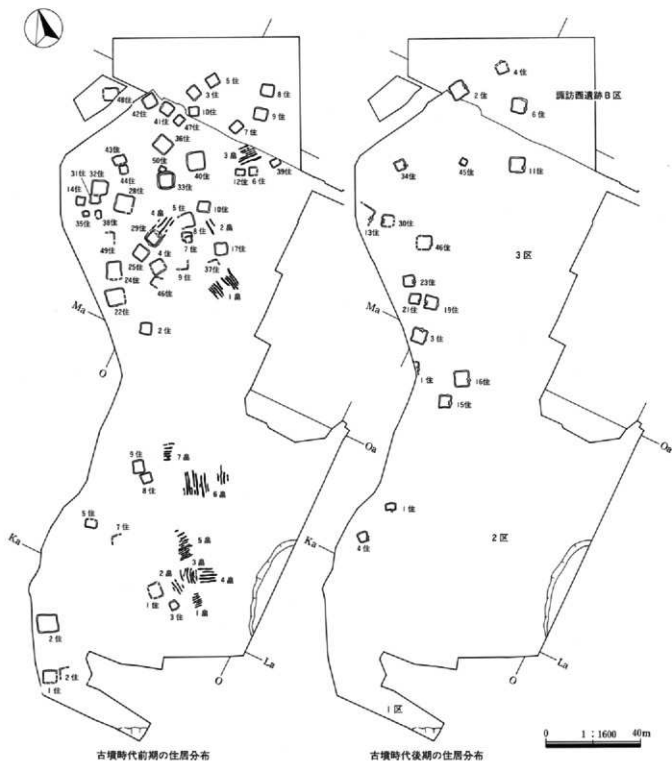 5住
3住
8住
48住
42住
41住
10住
47住
9住
7住
36住
3畠
43住
50住
40住
39住
12住
6住
44住
33住
31住
32住
14住
28住
5住
10住
4畠
35住
38住
29住
8住
2畠
49住
7住
17住
25住
4住
37住
24住
9住
46住
1畠
22住
Ma
2住
O
9住
7畠
8住
6畠
Oa
5住
7住
5畠
Ka
3畠
2畠
4畠
1住
3住
1畠
2住
2住
1住
La
O
古墳時代前期の住居分布
4住
2住
諏訪西遺跡B区
6住
34住
45住
11住
13住
30住
46住
3区
23住
21住
19住
Ma
3住
1住
16住
O
15住
Oa
1住
4住
2区
Ka
La
O
1区
0
1:1600
40m
古墳時代後期の住居分布